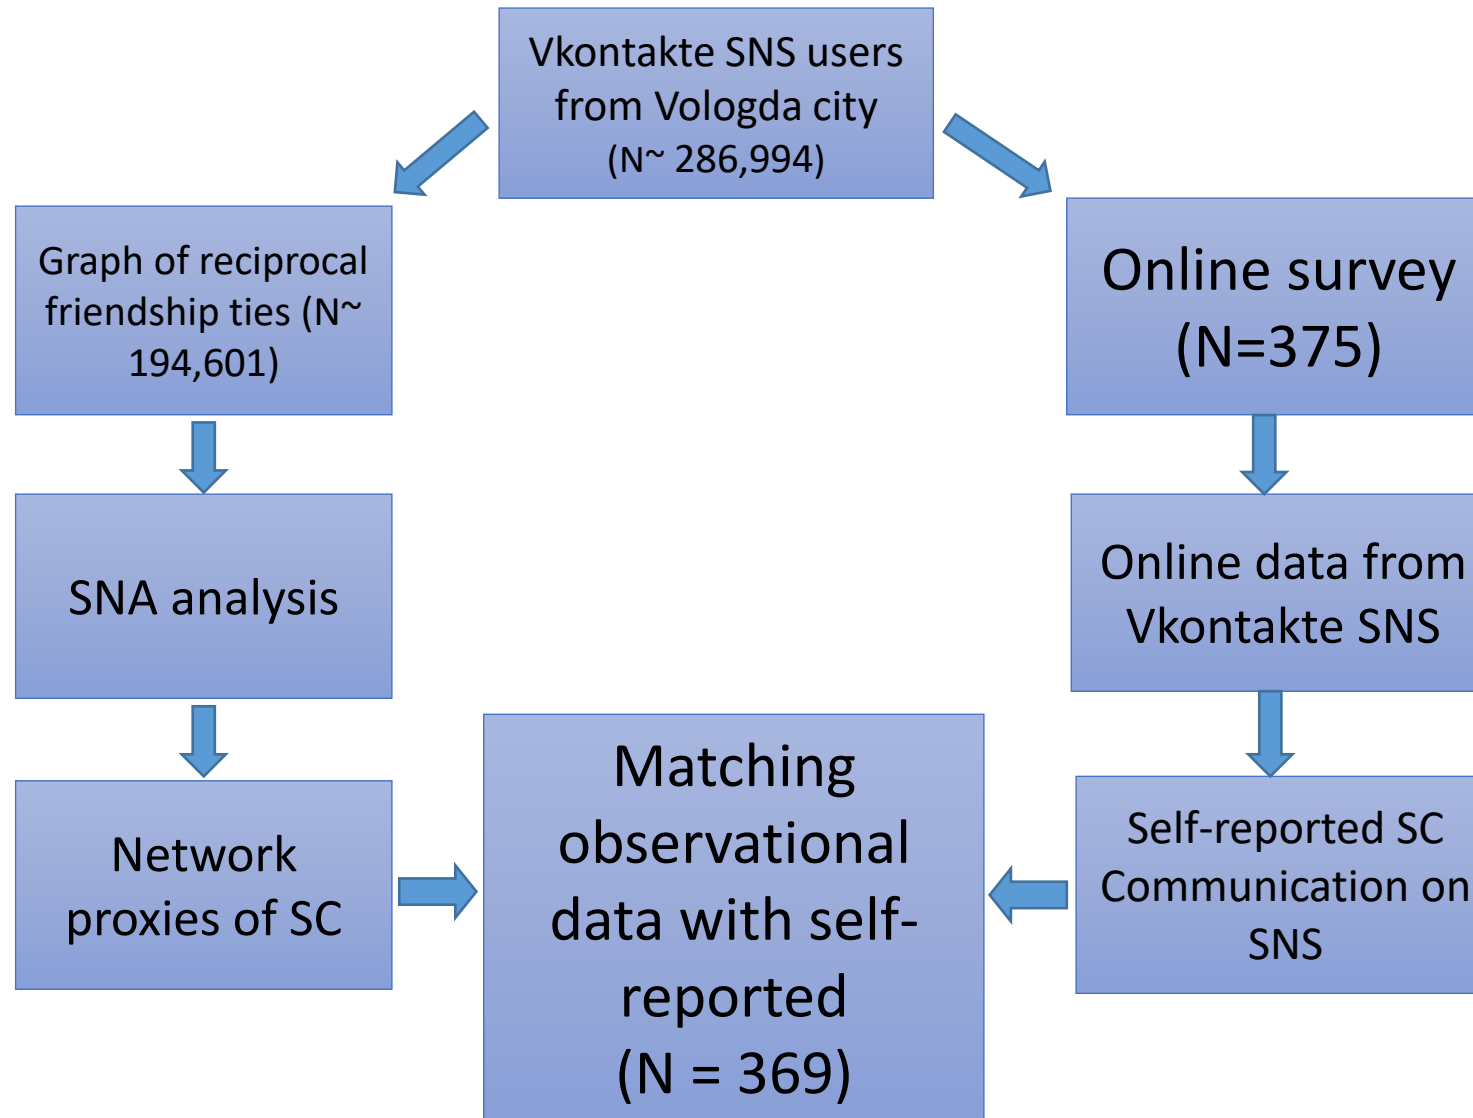 Vkontakte SNS users
from Vologda city
(N~ 286,994)
Graph of reciprocal
friendship ties (N~
194,601)
Online survey
(N=375)
SNA analysis
Online data from
Vkontakte SNS
Network
proxies of SC
Matching
observational
data with self-
reported
(N = 369)
Self-reported SC
Communication on
SNS